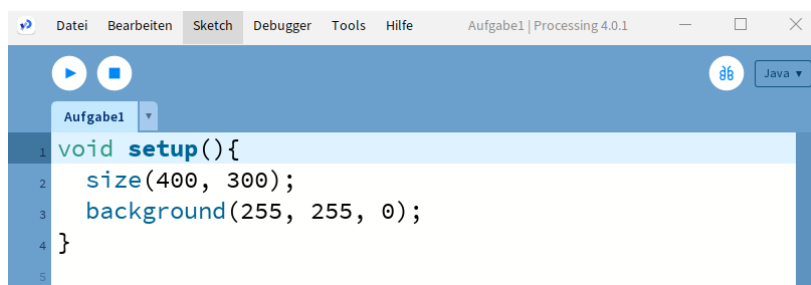 Datei Bearbeiten Sketch Debugger Tools Hilfe Aufgabe1 | Processing 4.0.1
Java ▾
Aufgabe1 ▾
1 void setup(){
2   size(400, 300);
3   background(255, 255, 0);
4 }
5